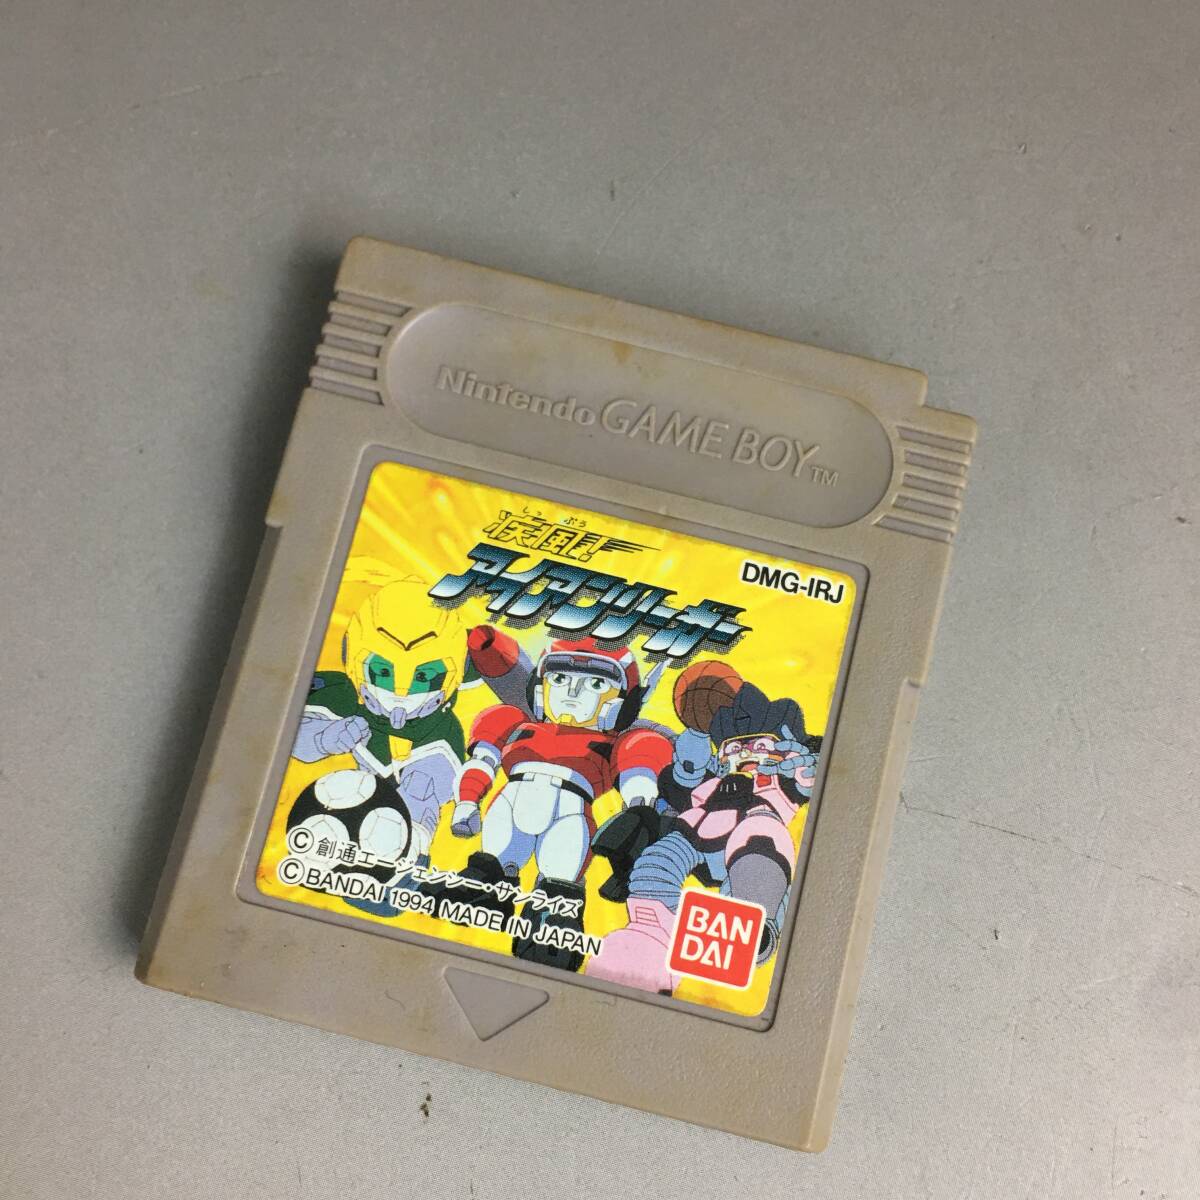 Nintendo GAME BOY TM
しっ ぷう
疾風!
アイアンリーガー
DMG-IRJ
© 創通エージェンシー・サンライズ
© BANDAI 1994 MADE IN JAPAN
BAN
DAI